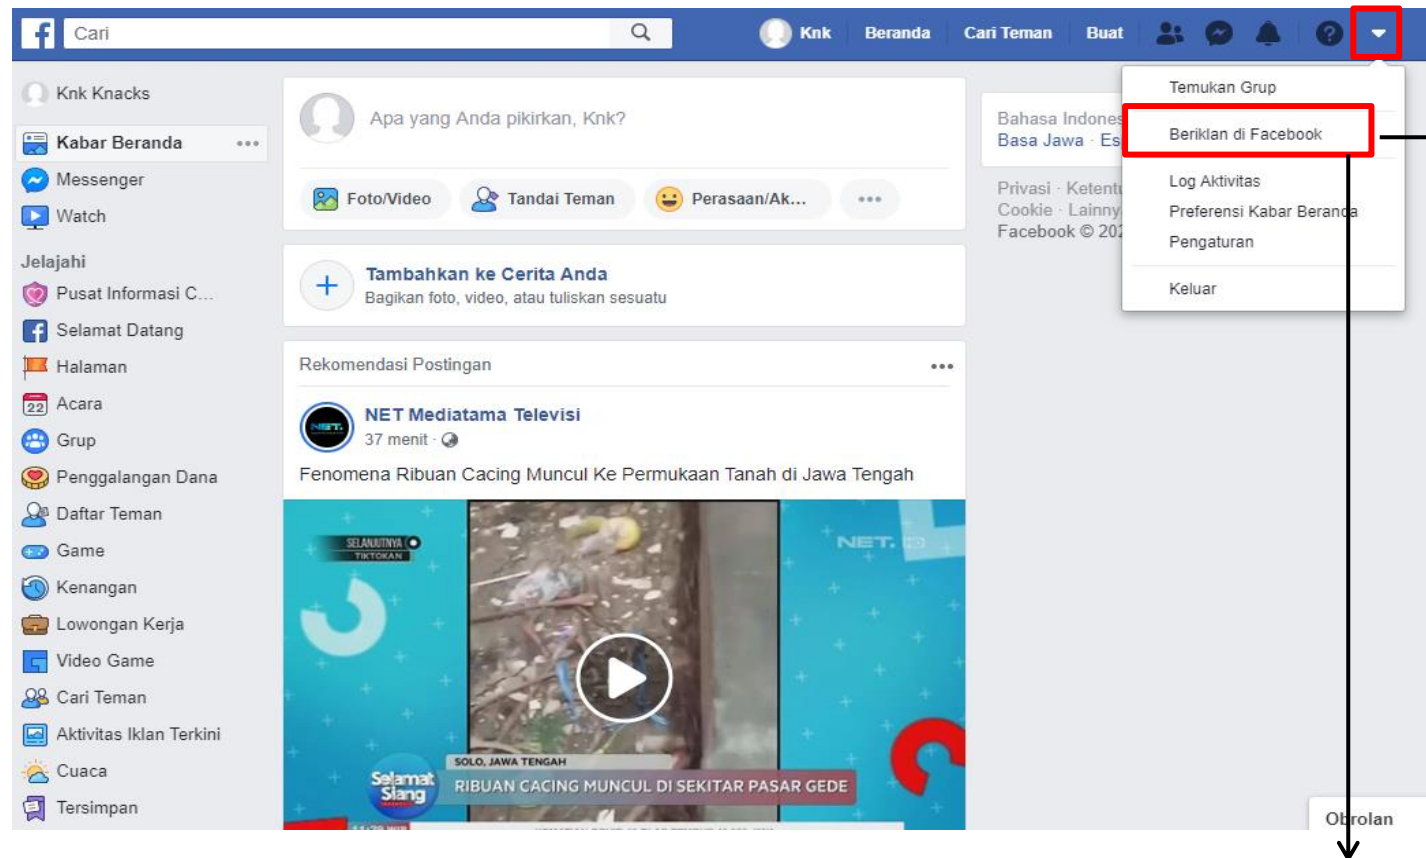 Cari
Knk
Beranda
Cari Teman
Buat
Knk Knacks
Kabar Beranda
Messenger
Watch
Jelajahi
Pusat Informasi C...
Selamat Datang
Halaman
22
Acara
Grup
Penggalangan Dana
Daftar Teman
Game
Kenangan
Lowongan Kerja
Video Game
Cari Teman
Aktivitas Iklan Terkini
Cuaca
Tersimpan
Apa yang Anda pikirkan, Knk?
Foto/Video
Tandai Teman
Perasaan/Ak...
Tambahkan ke Cerita Anda
Bagikan foto, video, atau tuliskan sesuatu
Rekomendasi Postingan
NET.
NET Mediatama Televisi
37 menit ·
Fenomena Ribuan Cacing Muncul Ke Permukaan Tanah di Jawa Tengah
SELANJUTNYA
TIKTOKAN
NET. HD
SOLO, JAWA TENGAH
Selamat
Siang
RIBUAN CACING MUNCUL DI SEKITAR PASAR GEDE
Bahasa Indones
Basa Jawa · Es
Privasi · Ketentu
Cookie · Lainny
Facebook © 202
Temukan Grup
Beriklan di Facebook
Log Aktivitas
Preferensi Kabar Beranda
Pengaturan
Keluar
Obrolan